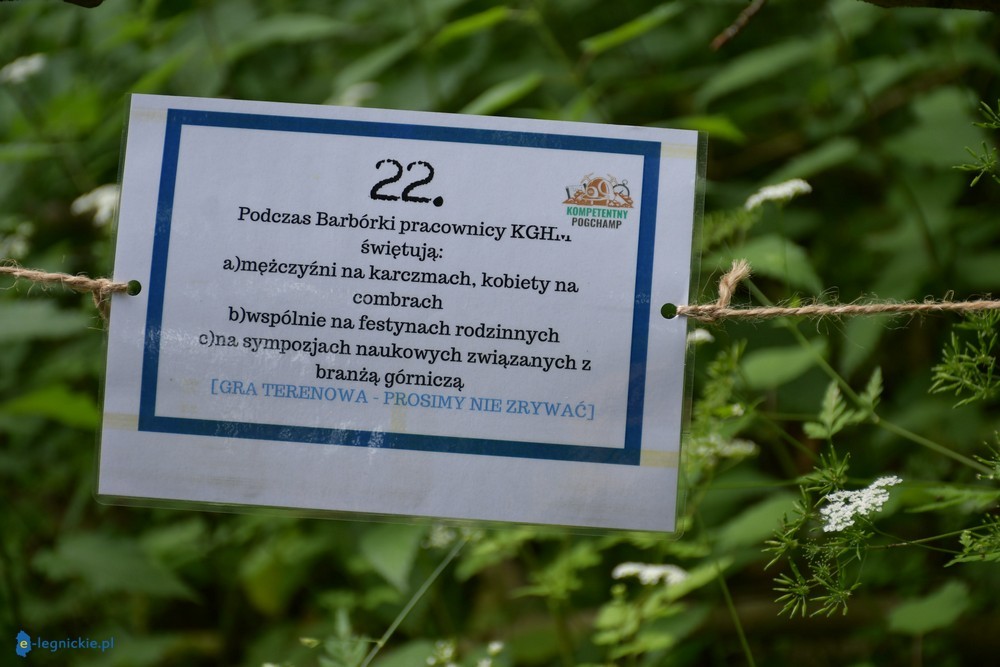 22.
KOMPETENTNY
POGCHAMP
Podczas Barbórki pracownicy KGHM
świętują:
a)mężczyźni na karczmach, kobiety na
combrach
b)wspólnie na festynach rodzinnych
c)na sympozjach naukowych związanych z
branżą górniczą
[GRA TERENOWA - PROSIMY NIE ZRYWAĆ]
e-legnickie.pl